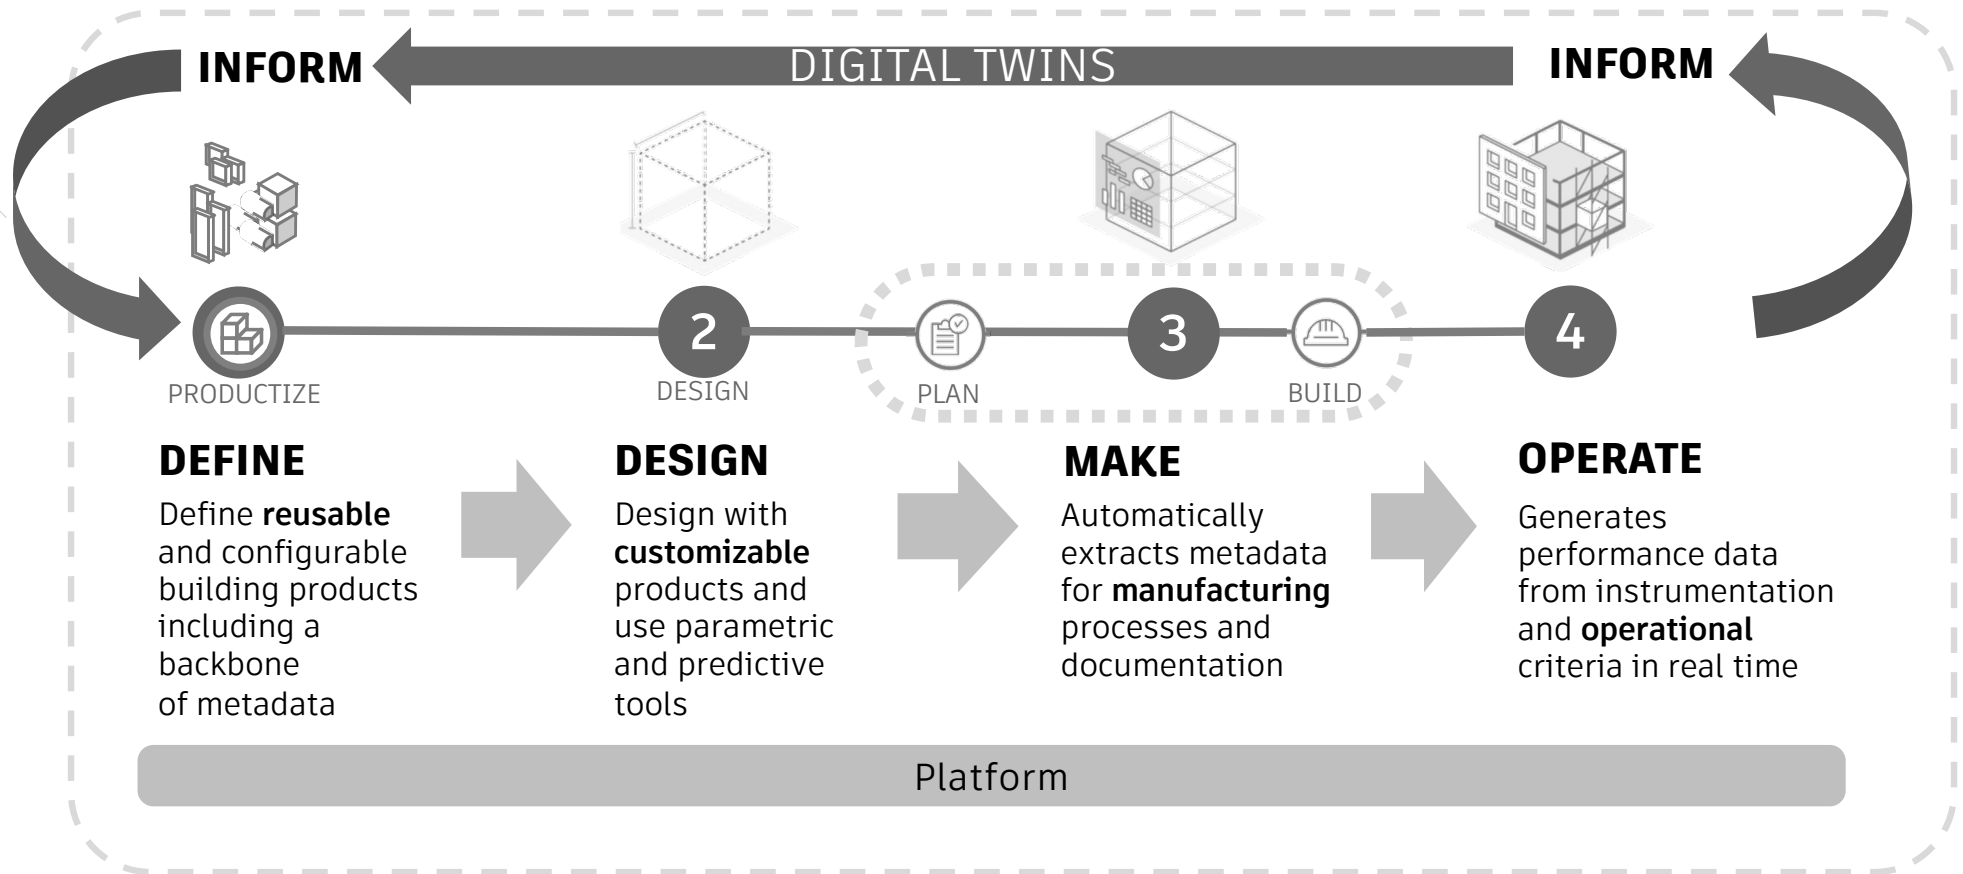 INFORM
DIGITAL TWINS
INFORM
2
3
4
PRODUCTIZE
DESIGN
PLAN
BUILD
DEFINE
Define reusable
and configurable
building products
including a
backbone
of metadata
DESIGN
Design with
customizable
products and
use parametric
and predictive
tools
MAKE
Automatically
extracts metadata
for manufacturing
processes and
documentation
OPERATE
Generates
performance data
from instrumentation
and operational
criteria in real time
Platform